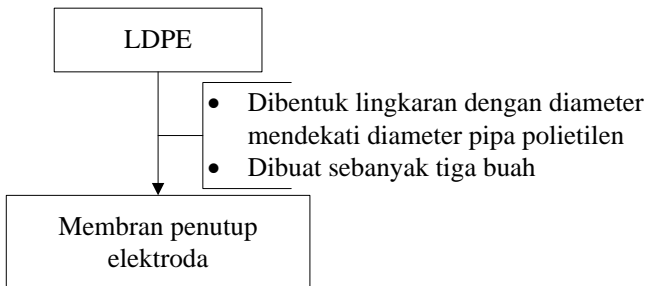 LDPE
• Dibentuk lingkaran dengan diameter
mendekati diameter pipa polietilen
• Dibuat sebanyak tiga buah
Membran penutup
elektroda